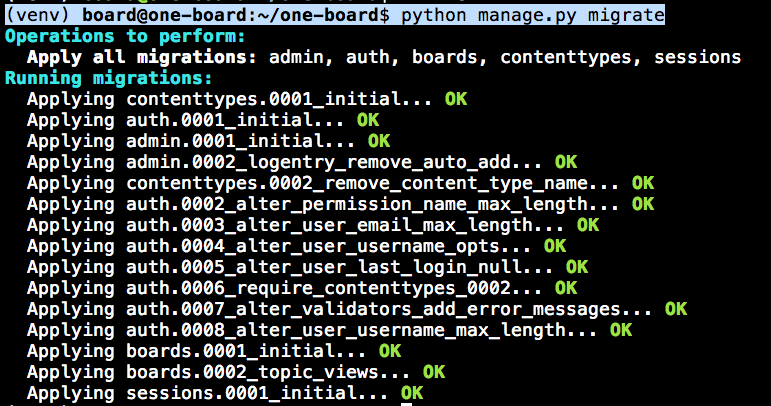 (venv) board@one-board:~/one-board$ python manage.py migrate
Operations to perform:
  Apply all migrations: admin, auth, boards, contenttypes, sessions
Running migrations:
  Applying contenttypes.0001_initial... OK
  Applying auth.0001_initial... OK
  Applying admin.0001_initial... OK
  Applying admin.0002_logentry_remove_auto_add... OK
  Applying contenttypes.0002_remove_content_type_name... OK
  Applying auth.0002_alter_permission_name_max_length... OK
  Applying auth.0003_alter_user_email_max_length... OK
  Applying auth.0004_alter_user_username_opts... OK
  Applying auth.0005_alter_user_last_login_null... OK
  Applying auth.0006_require_contenttypes_0002... OK
  Applying auth.0007_alter_validators_add_error_messages... OK
  Applying auth.0008_alter_user_username_max_length... OK
  Applying boards.0001_initial... OK
  Applying boards.0002_topic_views... OK
  Applying sessions.0001_initial... OK